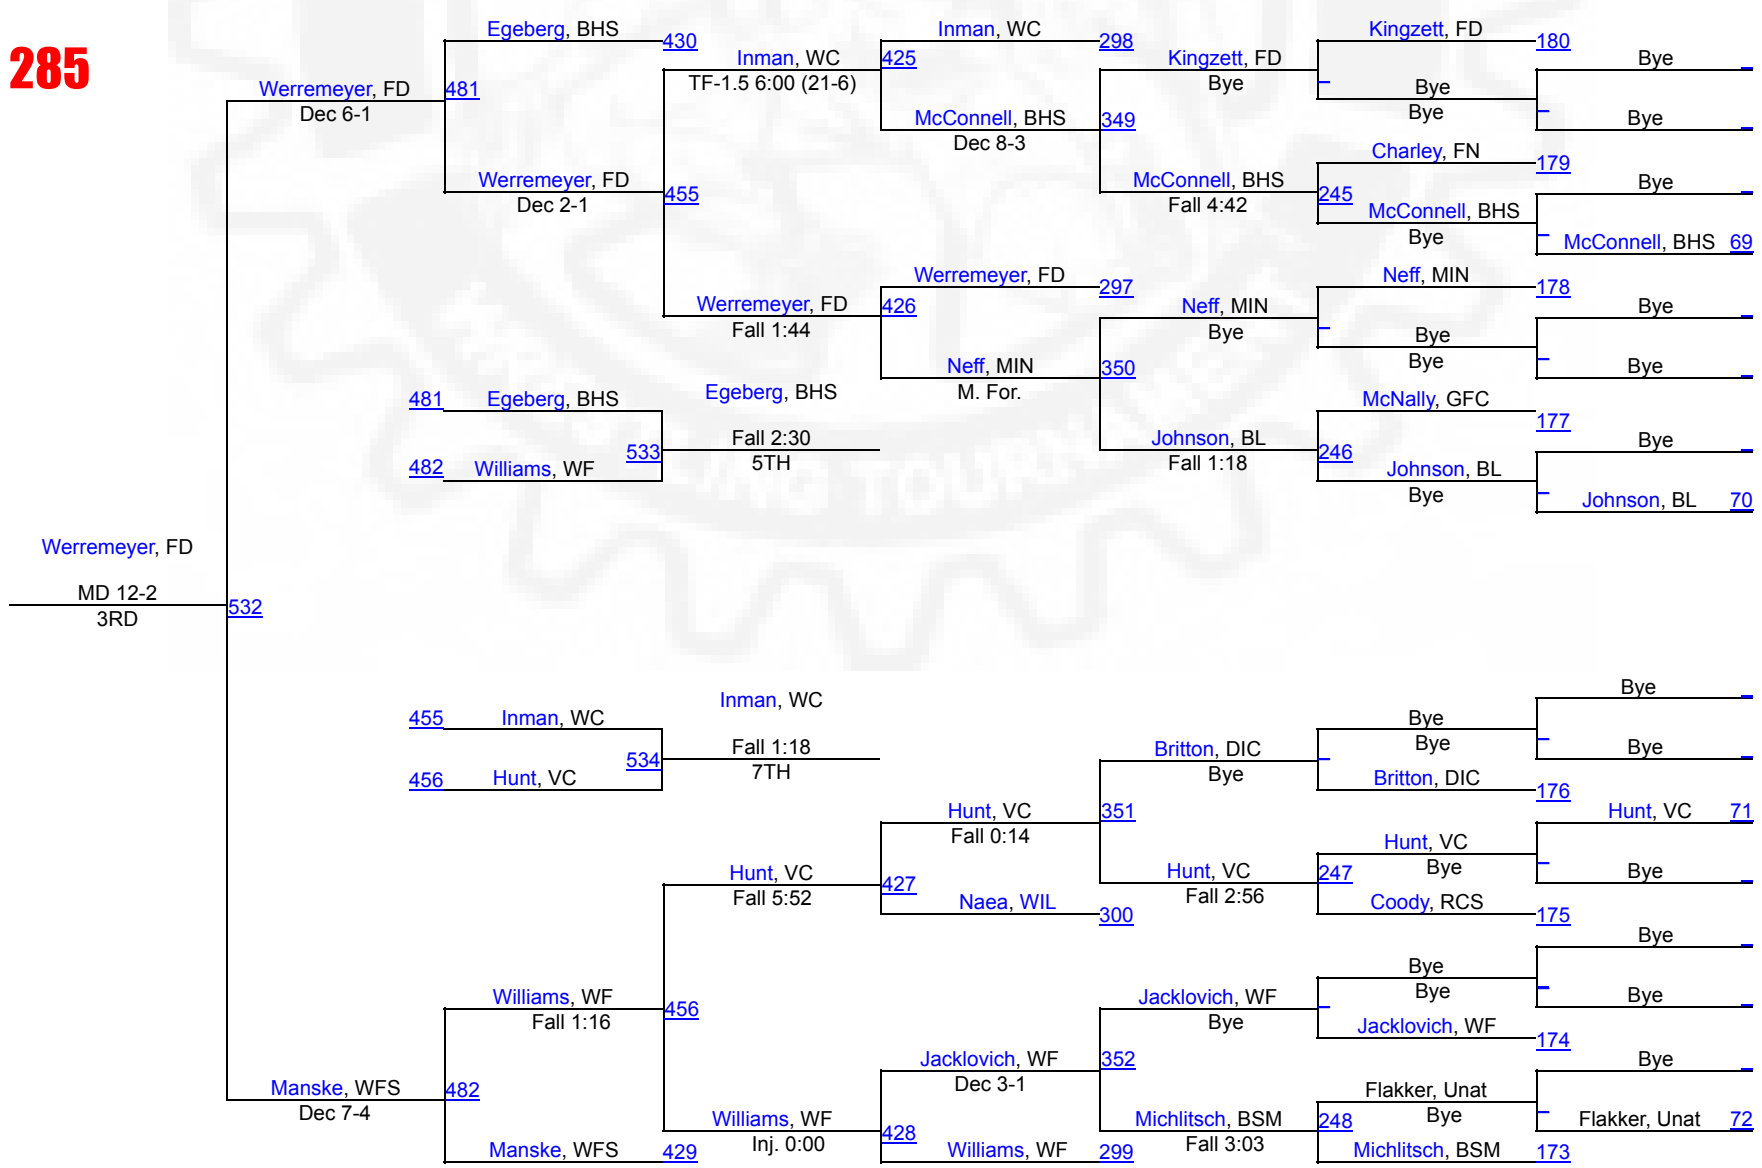 285
Egeberg, BHS 430
Inman, WC 298
Kingzett, FD 180
Inman, WC 425
Kingzett, FD
Bye
TF-1.5 6:00 (21-6)
Bye
Werremeyer, FD 481
Bye
Bye
Dec 6-1
McConnell, BHS 349
Bye
Bye
Dec 8-3
Charley, FN 179
Werremeyer, FD 455
McConnell, BHS 245
Bye
Dec 2-1
Fall 4:42
McConnell, BHS
Bye
McConnell, BHS 69
Werremeyer, FD 297
Neff, MIN 178
Werremeyer, FD 426
Neff, MIN
Bye
Fall 1:44
Bye
Bye
Bye
Neff, MIN 350
Bye
M. For.
481 Egeberg, BHS
Egeberg, BHS
McNally, GFC 177
533
Fall 2:30
5TH
Johnson, BL 246
Bye
Fall 1:18
482 Williams, WF
Johnson, BL
Bye
Johnson, BL 70
Werremeyer, FD
MD 12-2
3RD
532
Inman, WC
Bye
455 Inman, WC
Bye
Bye
534
Fall 1:18
7TH
Britton, DIC
Bye
Bye
456 Hunt, VC
Britton, DIC 176
Hunt, VC 351
Fall 0:14
Hunt, VC 71
Hunt, VC
Bye
Hunt, VC 427
Fall 5:52
Hunt, VC 247
Fall 2:56
Bye
Naea, WIL 300
Coody, RCS 175
Bye
Bye
Bye
Williams, WF 456
Fall 1:16
Jacklovich, WF
Bye
Bye
Jacklovich, WF 174
Jacklovich, WF 352
Dec 3-1
Bye
Manske, WFS 482
Dec 7-4
Flakker, Unat
Bye
Williams, WF 428
Inj. 0:00
Michlitsch, BSM 248
Fall 3:03
Flakker, Unat 72
Manske, WFS 429
Williams, WF 299
Michlitsch, BSM 173